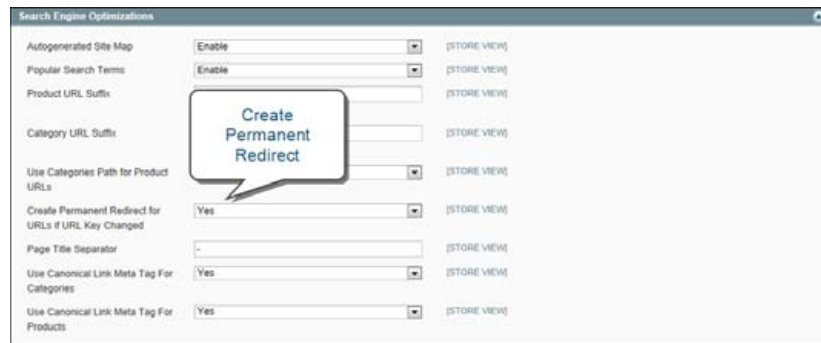 Search Engine Optimizations
Autogenerated Site Map Enable [STORE VIEW]
Popular Search Terms Enable [STORE VIEW]
Product URL Suffix [STORE VIEW]
Create
Permanent
Redirect
Category URL Suffix [STORE VIEW]
Use Categories Path for Product [STORE VIEW]
URLs
Create Permanent Redirect for Yes [STORE VIEW]
URLs if URL Key Changed
Page Title Separator - [STORE VIEW]
Use Canonical Link Meta Tag For Yes [STORE VIEW]
Categories
Use Canonical Link Meta Tag For Yes [STORE VIEW]
Products